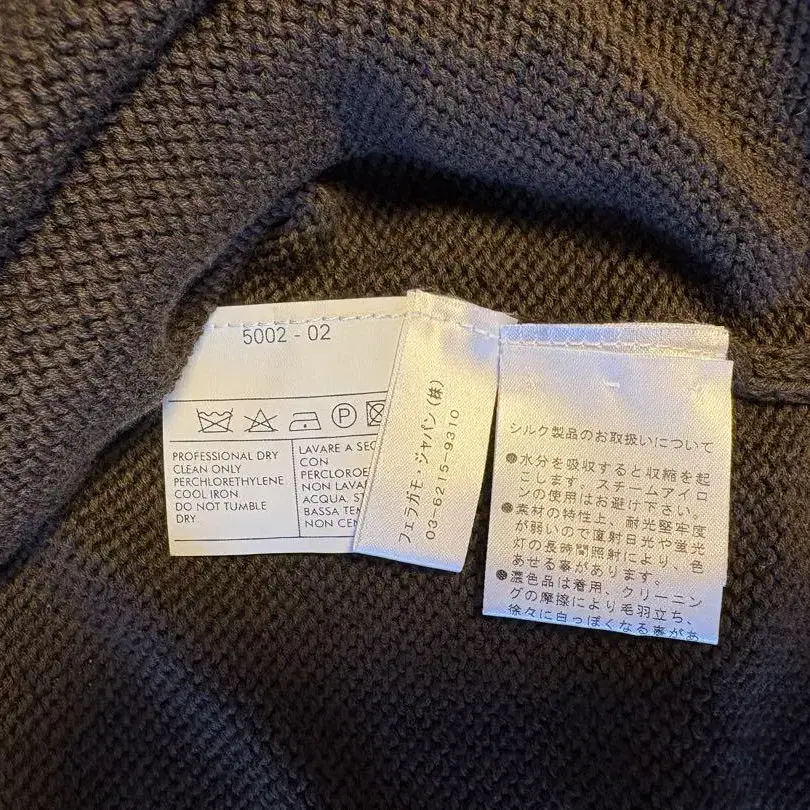 5002 - 02
P
PROFESSIONAL DRY
CLEAN ONLY
PERCHLORETHYLENE
COOL IRON
DO NOT TUMBLE
DRY
LAVARE A SEC
CON
PERCLOROE
NON LAVA
ACQUA. ST
BASSA TEM
NON CEN
フェラガモ・ジャパン(株)
03-6215-9310
シルク製品のお取扱いについて
●水分を吸収すると収縮を起
こします。スチームアイロ
ンの使用はお避け下さい。
●素材の特性上、耐光堅牢度
が弱いので直射日光や蛍光
灯の長時間照射により、色
あせる事があります。
●濃色品は着用、クリーニン
グの摩擦により毛羽立ち、
徐々に白っぽくなる事があ